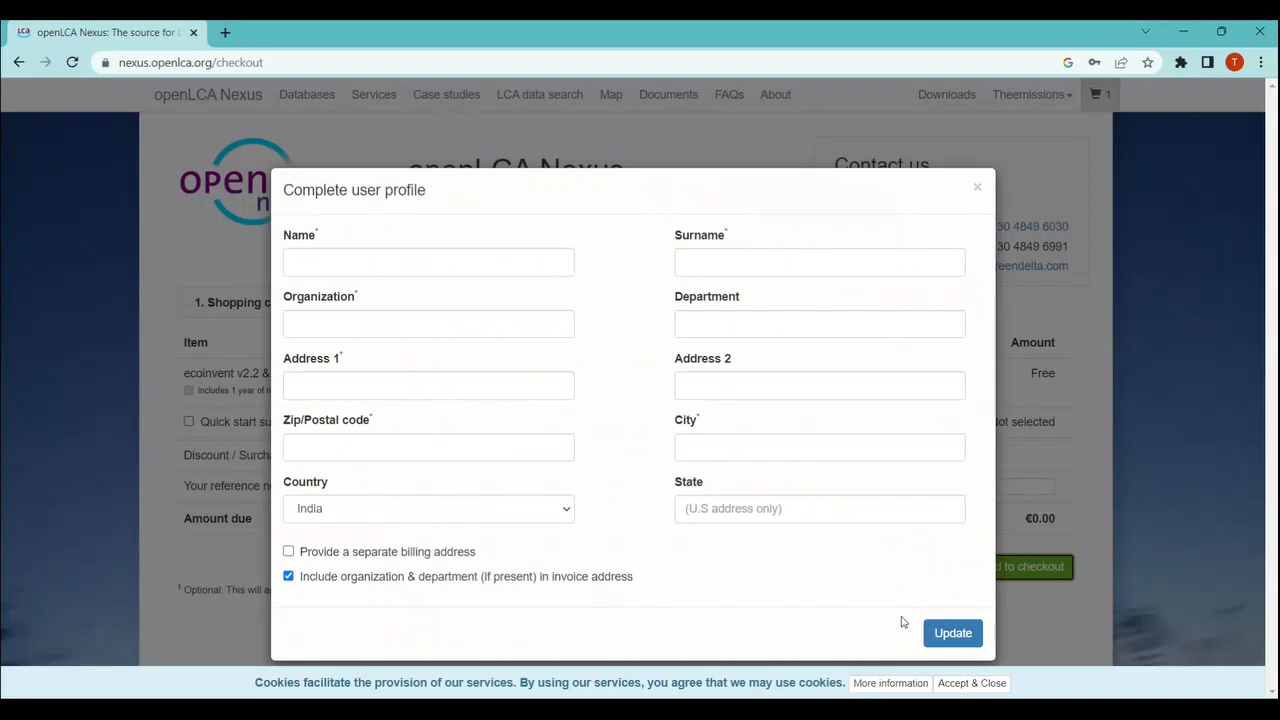 openLCA Nexus: The source for
nexus.openlca.org/checkout
T
openLCA Nexus Databases Services Case studies LCA data search Map Documents FAQs About Downloads Theemissions 1
open
n
openLCA Nexus
Contact us
Complete user profile ×
Name* Surname*
30 4849 6030
30 4849 6991
reendelta.com
Organization* Department
1. Shopping c
Item Amount
Address 1* Address 2
ecoinvent v2.2 & Free
includes 1 year of
Zip/Postal code* City*
Quick start su Not selected
Discount / Surcha
Your reference n
Country State
India (U.S address only)
Amount due €0.00
Provide a separate billing address
d to checkout
Include organization & department (if present) in invoice address
1 Optional: This will a
Update
Cookies facilitate the provision of our services. By using our services, you agree that we may use cookies. More information Accept & Close